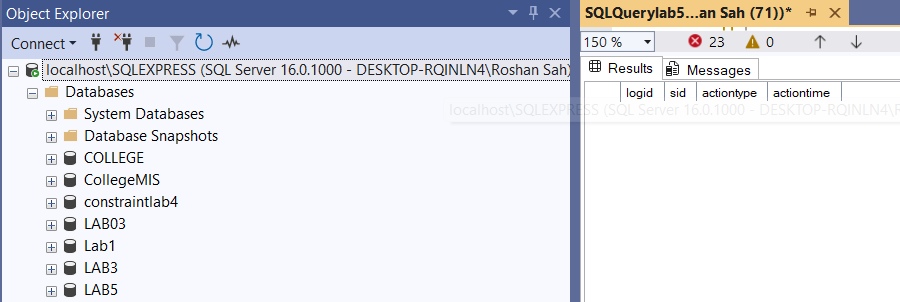 Object Explorer
Connect
localhost\SQLEXPRESS (SQL Server 16.0.1000 - DESKTOP-RQINLN4\Roshan Sah)
Databases
System Databases
Database Snapshots
COLLEGE
CollegeMIS
constraintlab4
LAB03
Lab1
LAB3
LAB5
SQLQuerylab5...an Sah (71))*
150 %
23
0
Results
Messages
logid sid actiontype actiontime
localhost\SQLEXPRESS (SQL Server 16.0.1000 - DESKTOP-RQINLN4\R